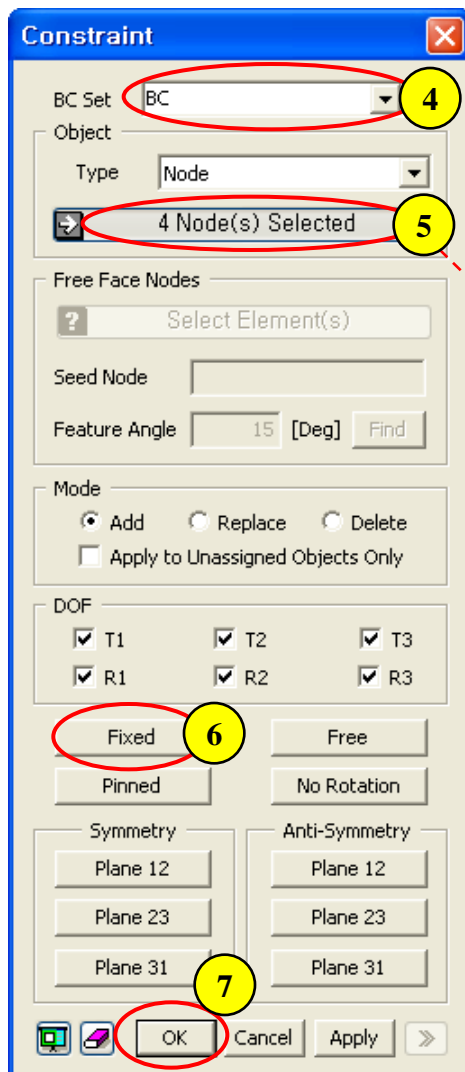 Constraint
BC Set BC 4
Object
Type Node
4 Node(s) Selected 5
Free Face Nodes
? Select Element(s)
Seed Node
Feature Angle 15 [Deg] Find
Mode
Add Replace Delete
Apply to Unassigned Objects Only
DOF
T1 T2 T3
R1 R2 R3
Fixed 6 Free
Pinned No Rotation
Symmetry Anti-Symmetry
Plane 12 Plane 12
Plane 23 Plane 23
Plane 31 Plane 31
7
OK Cancel Apply